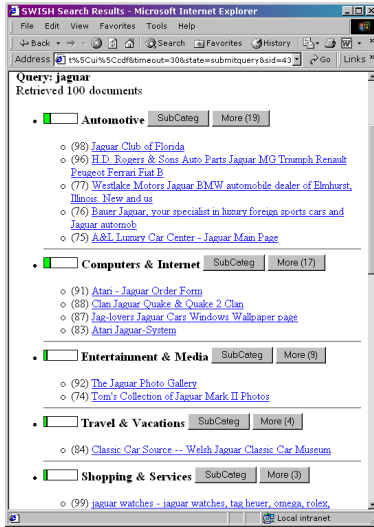 SWISH Search Results - Microsoft Internet Explorer
File Edit View Favorites Tools Help
Back Search Favorites History
Address t%5Cui%5Ccdf&timeout=30&state=submitquery&sid=43 Go Links »
Query: jaguar
Retrieved 100 documents
Automotive SubCateg More (19)
(98) Jaguar Club of Florida
(96) H.D. Rogers & Sons Auto Parts Jaguar MG Triumph Renault
Peugeot Ferrari Fiat B
(77) Westlake Motors Jaguar BMW automobile dealer of Elmhurst,
Illinois. New and us
(76) Bauer Jaguar, your specialist in luxury foreign sports cars and
Jaguar automob
(75) A&L Luxury Car Center - Jaguar Main Page
Computers & Internet SubCateg More (17)
(91) Atari - Jaguar Order Form
(88) Clan Jaguar Quake & Quake 2 Clan
(87) Jag-lovers Jaguar Cars Windows Wallpaper page
(83) Atari Jaguar-System
Entertainment & Media SubCateg More (9)
(92) The Jaguar Photo Gallery
(74) Tom's Collection of Jaguar Mark II Photos
Travel & Vacations SubCateg More (4)
(84) Classic Car Source -- Welsh Jaguar Classic Car Museum
Shopping & Services SubCateg More (3)
(99) jaguar watches - jaguar watches, tag heuer, omega, rolex,
Local intranet